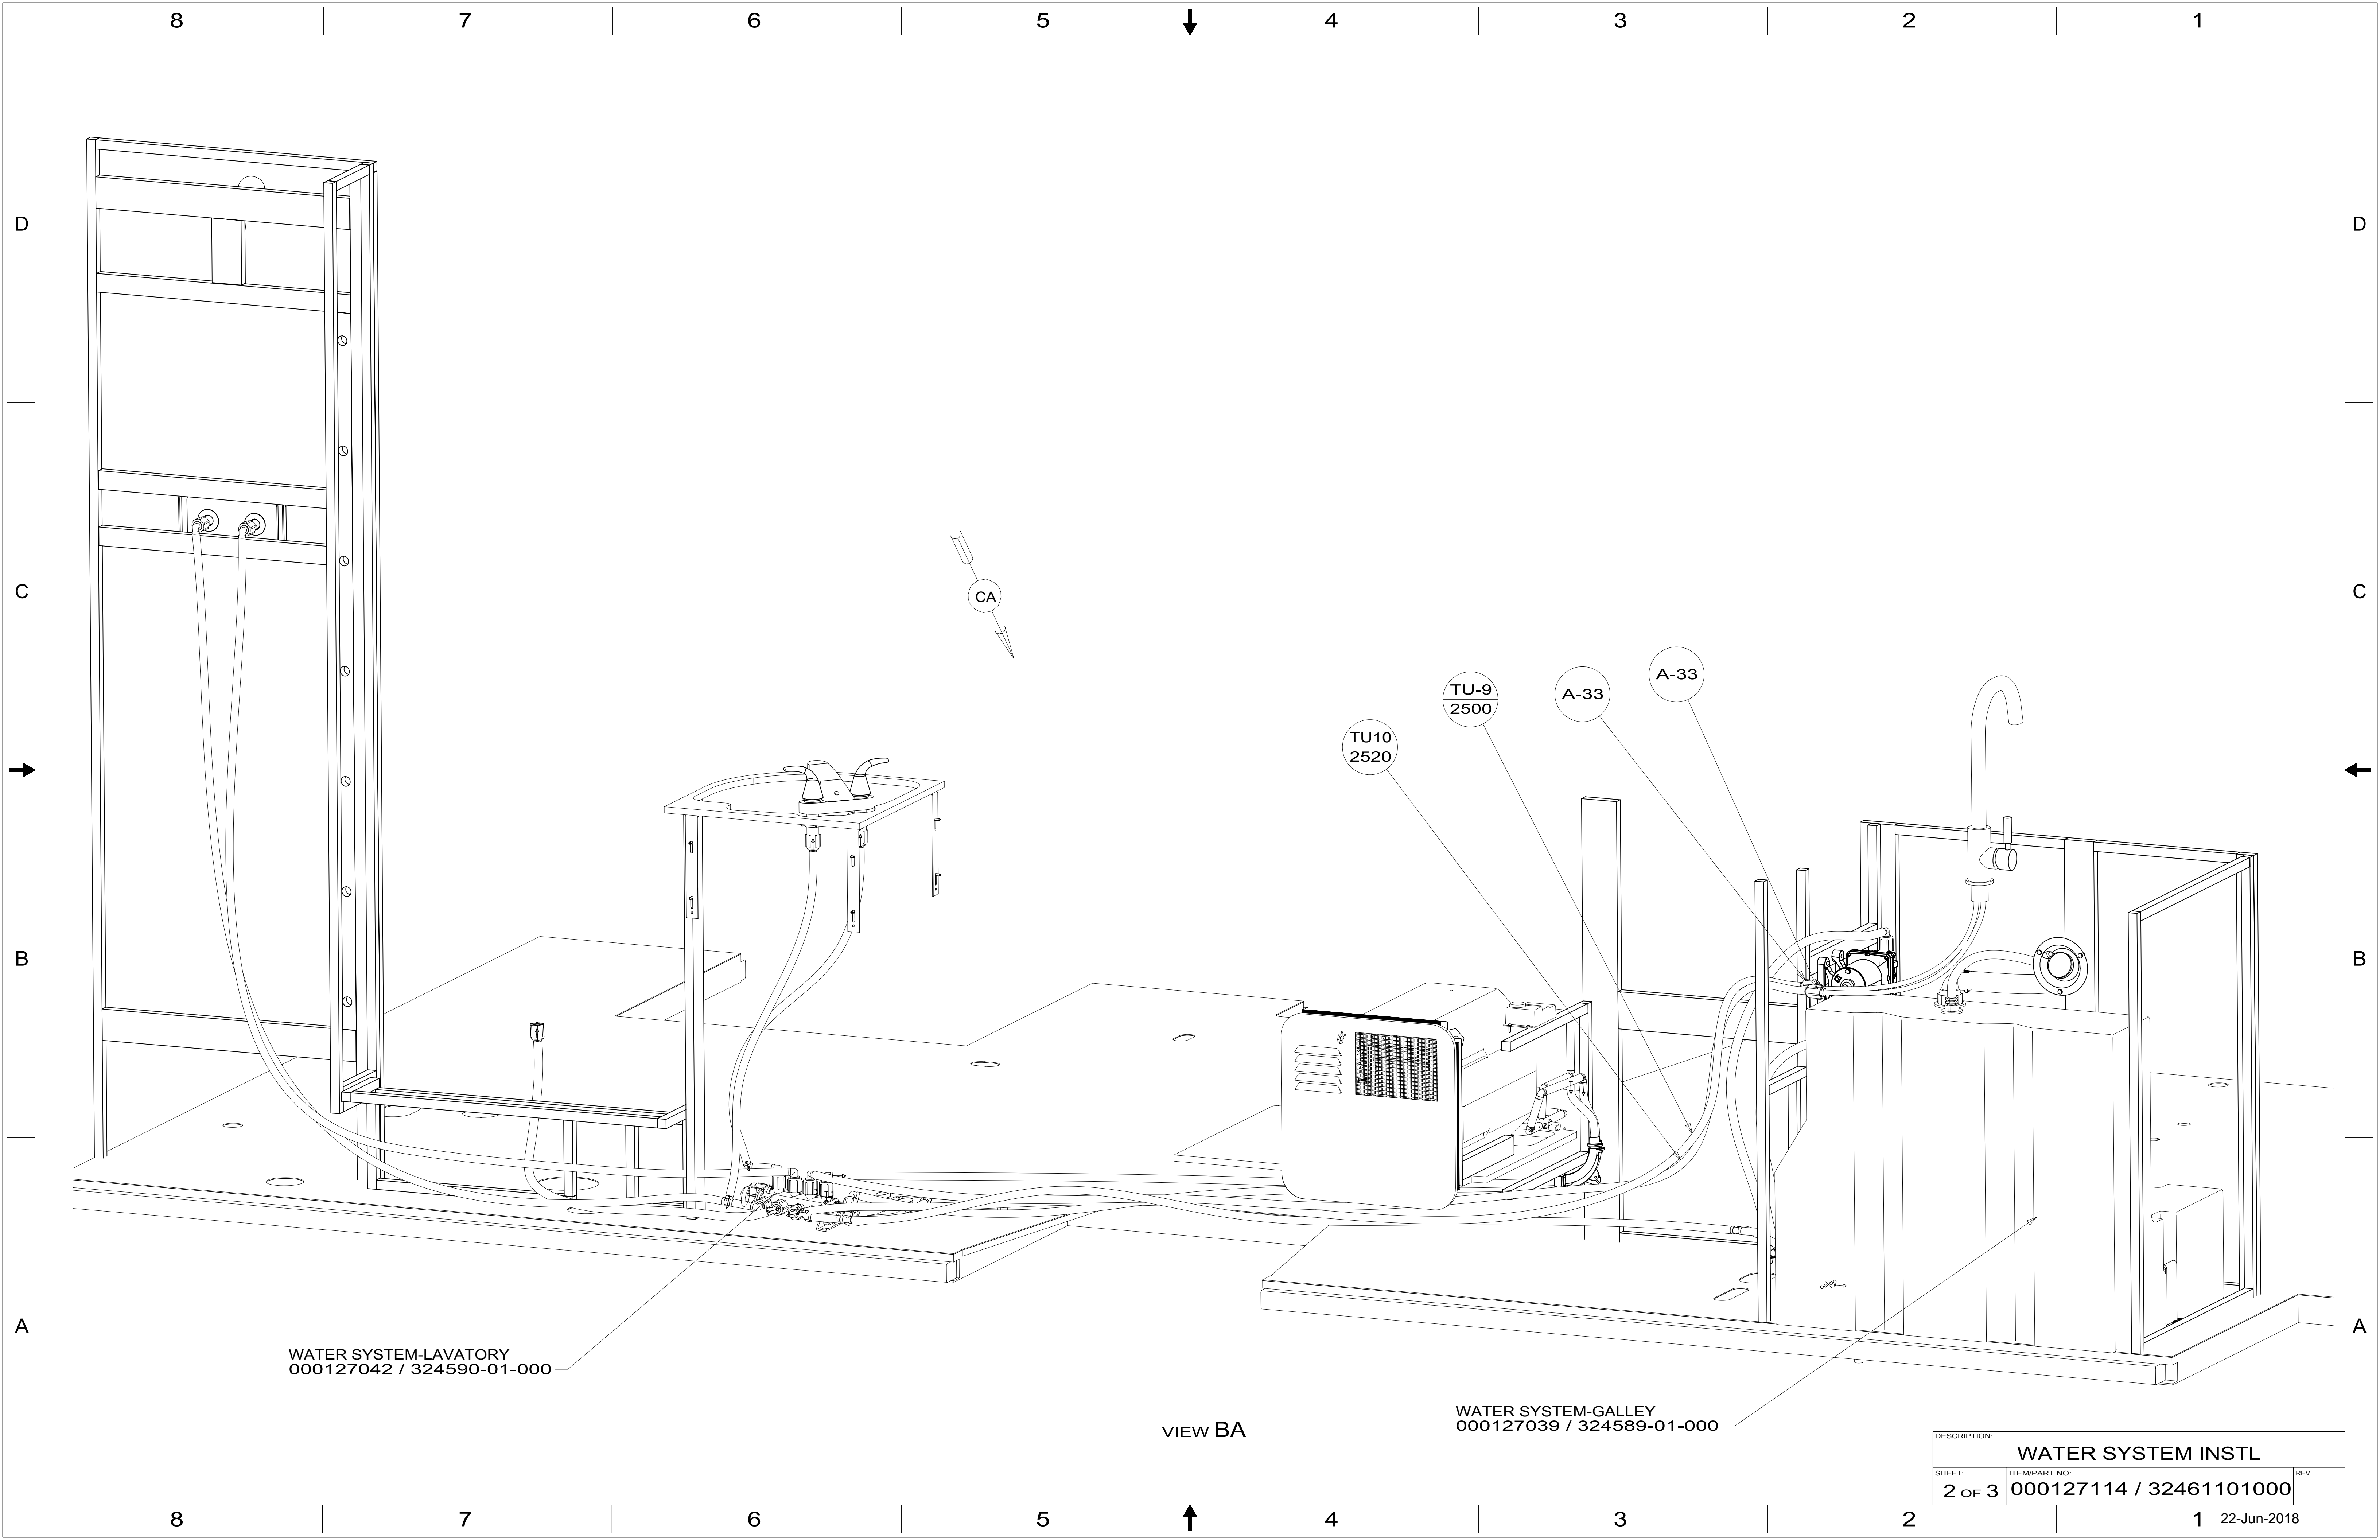 8 7 6 5 4 3 2 1
D D
C C
CA
A-33
TU-9
2500
A-33
TU10
2520
B B
A A
WATER SYSTEM-LAVATORY
000127042 / 324590-01-000
WATER SYSTEM-GALLEY
000127039 / 324589-01-000
VIEW BA
DESCRIPTION:
WATER SYSTEM INSTL
SHEET: ITEM/PART NO: REV
2 OF 3 000127114 / 32461101000
8 7 6 5 4 3 2 1 22-Jun-2018